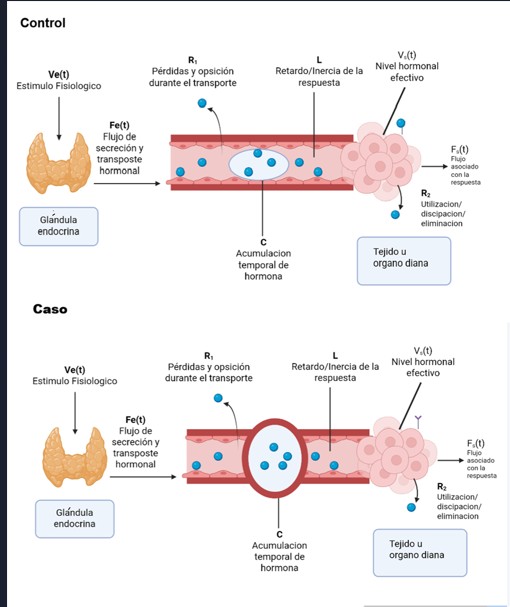 Control
Ve(t)
Estimulo Fisiologico
Fe(t)
Flujo de
secreción y
transposte
hormonal
Glándula
endocrina
R₁
Pérdidas y opsición
durante el transporte
L
Retardo/Inercia de la
respuesta
Vₛ(t)
Nivel hormonal
efectivo
Fₛ(t)
Flujo
asociado
con la
respuesta
R₂
Utilizacion/
discipacion/
eliminacion
C
Acumulacion
temporal de
hormona
Tejido u
organo diana
Caso
Ve(t)
Estimulo Fisiologico
Fe(t)
Flujo de
secreción y
transposte
hormonal
Glándula
endocrina
R₁
Pérdidas y opsición
durante el transporte
L
Retardo/Inercia de la
respuesta
Vₛ(t)
Nivel hormonal
efectivo
Fₛ(t)
Flujo
asociado
con la
respuesta
R₂
Utilizacion/
discipacion/
eliminacion
C
Acumulacion
temporal de
hormona
Tejido u
organo diana